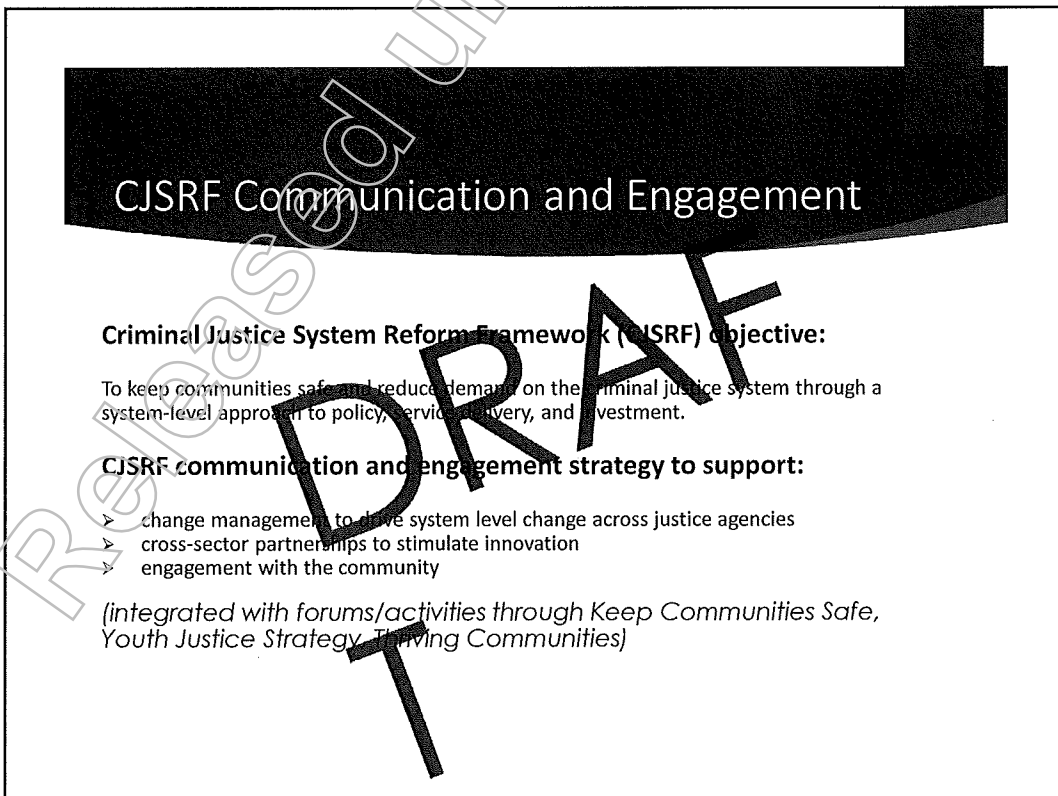 CJSRF Communication and Engagement
Criminal Justice System Reform Framework (CJSRF) objective:
To keep communities safe and reduce demand on the criminal justice system through a
system-level approach to policy, service delivery, and investment.
CJSRF communication and engagement strategy to support:
➢ change management to drive system level change across justice agencies
➢ cross-sector partnerships to stimulate innovation
➢ engagement with the community
(integrated with forums/activities through Keep Communities Safe,
Youth Justice Strategy, Thriving Communities)
DRAF
T
Released